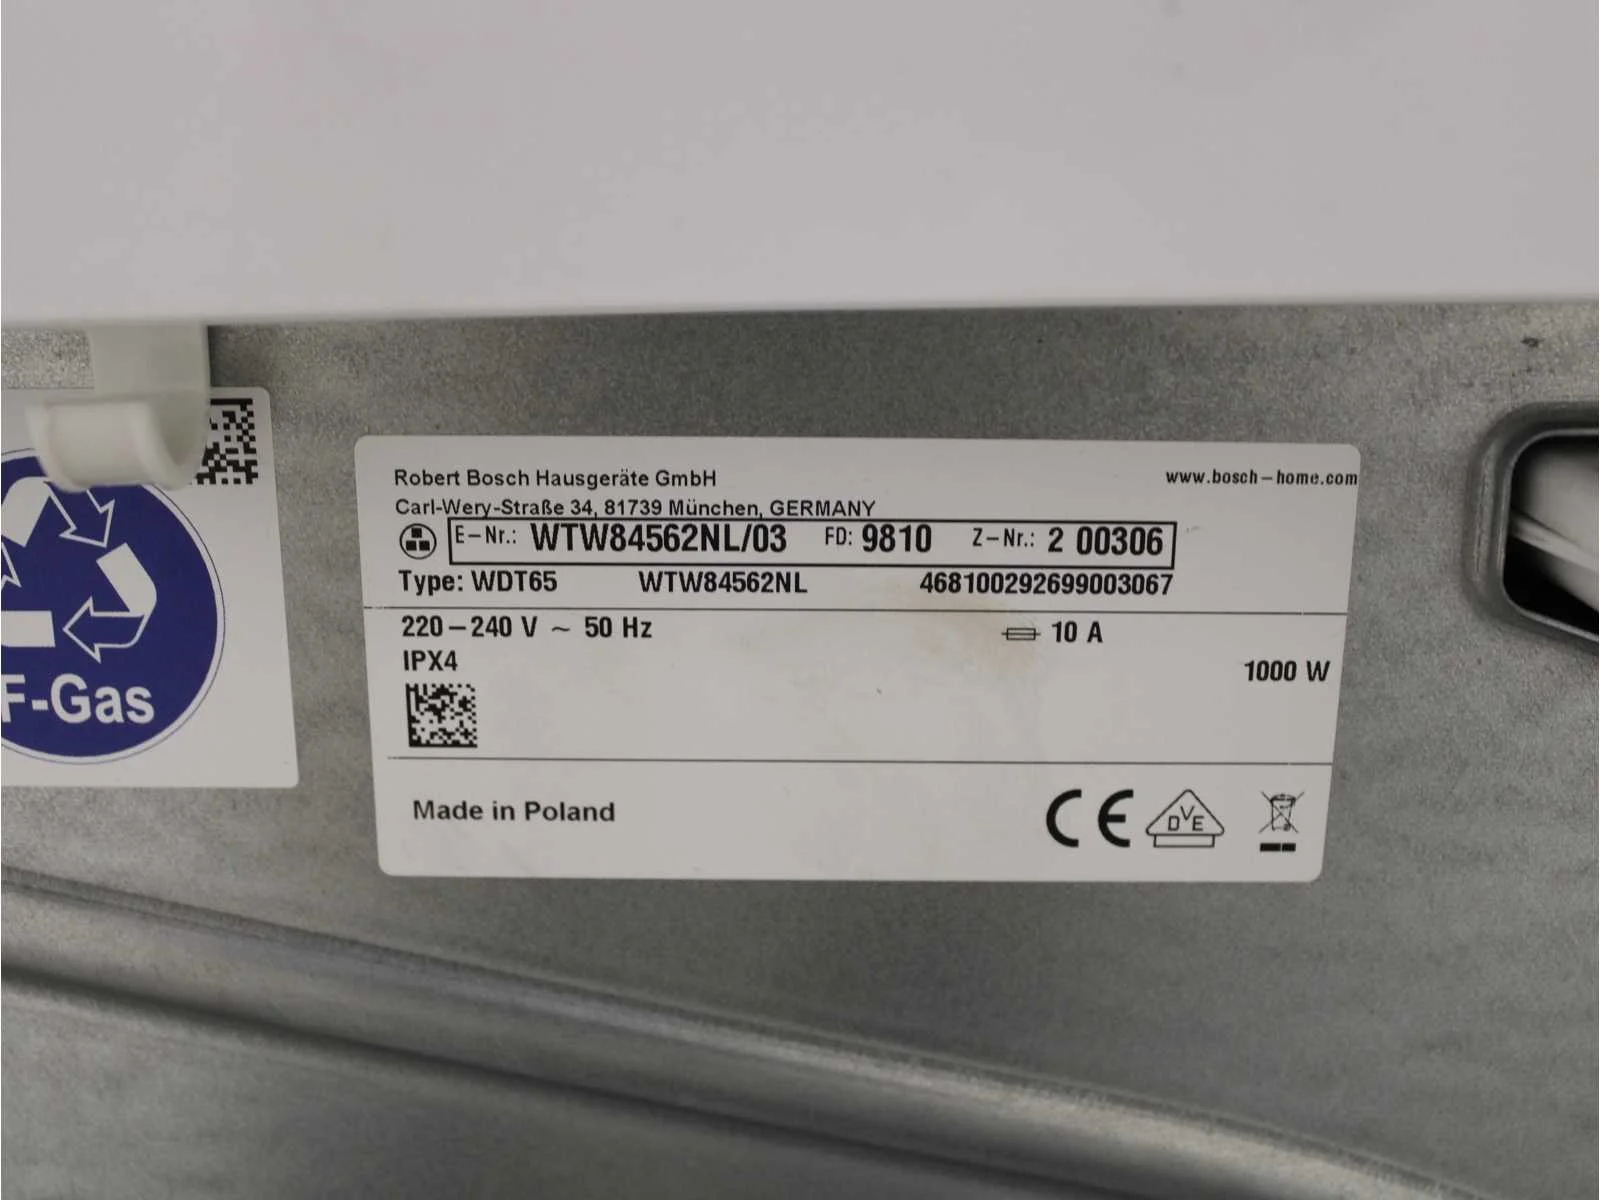 Robert Bosch Hausgeräte GmbH
www.bosch-home.com
Carl-Wery-Straße 34, 81739 München, GERMANY
E-Nr.: WTW84562NL/03 FD: 9810 Z-Nr.: 2 00306
Type: WDT65 WTW84562NL 468100292699003067
220-240 V ~ 50 Hz 10 A
IPX4
1000 W
Made in Poland
CE
DVE
F-Gas